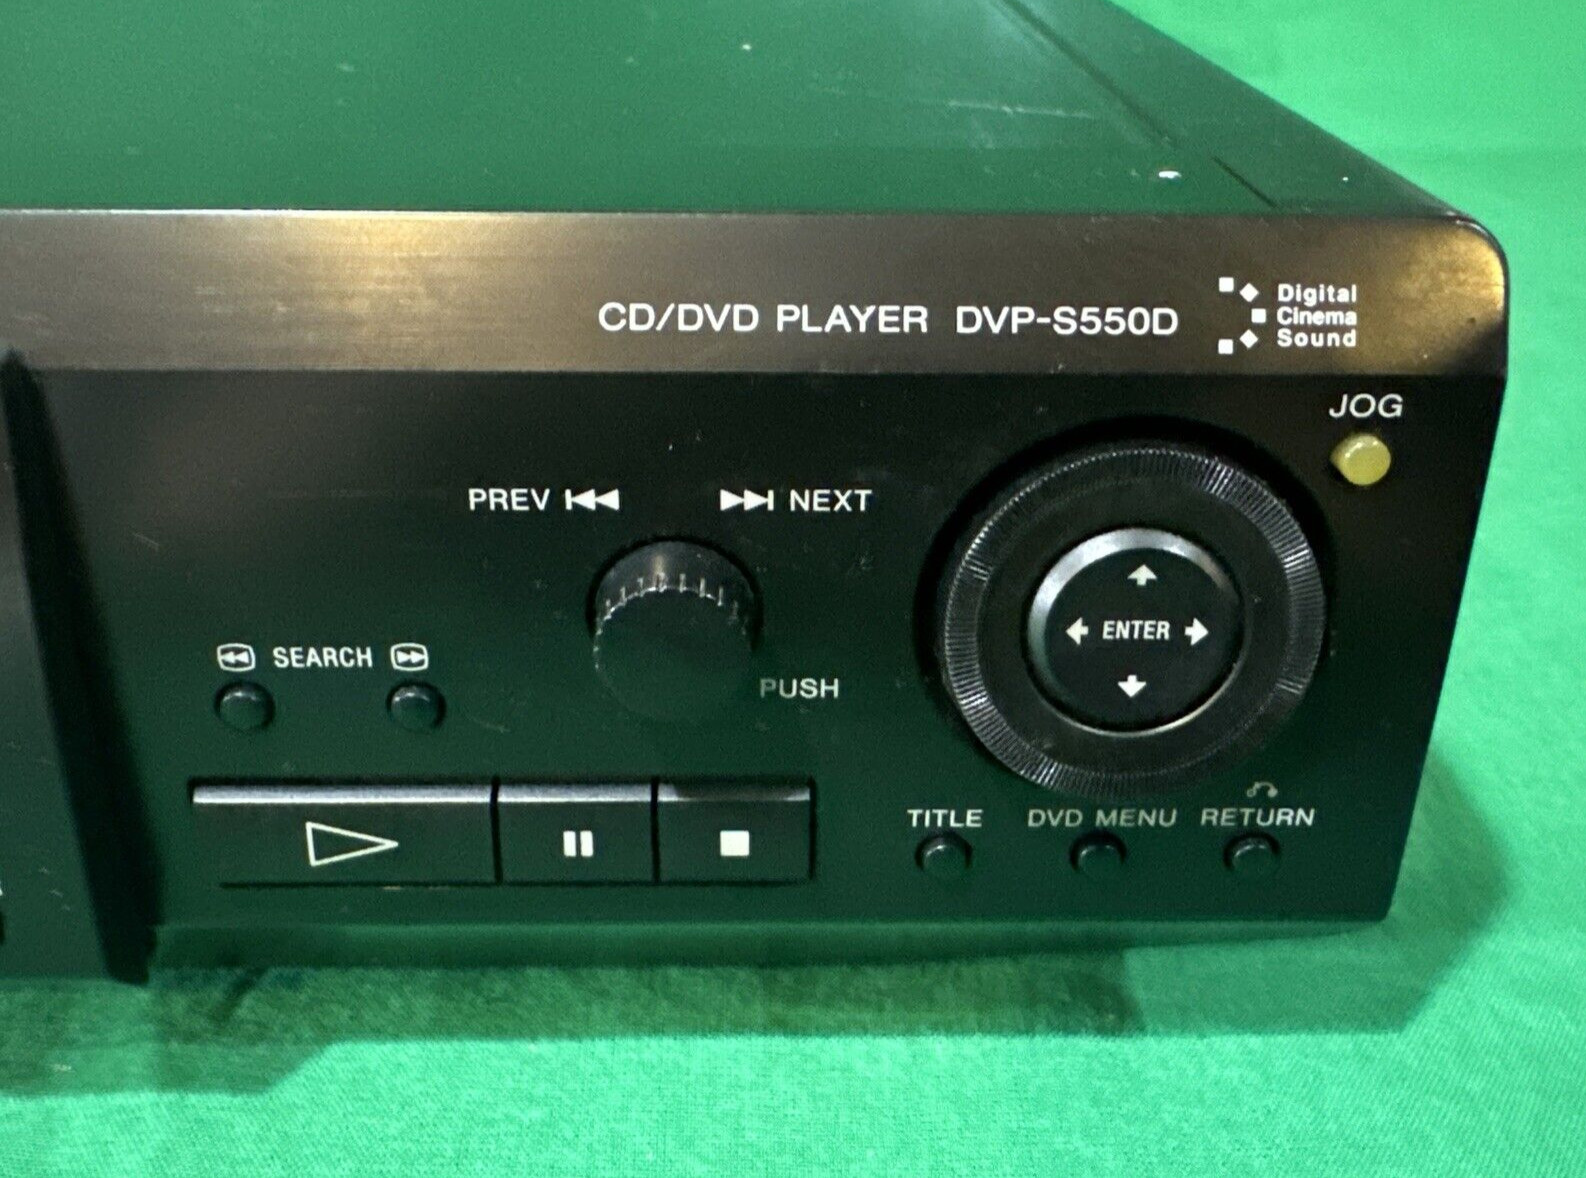 CD/DVD PLAYER DVP-S550D
Digital
Cinema
Sound
JOG
PREV NEXT
PUSH
SEARCH
ENTER
TITLE DVD MENU RETURN